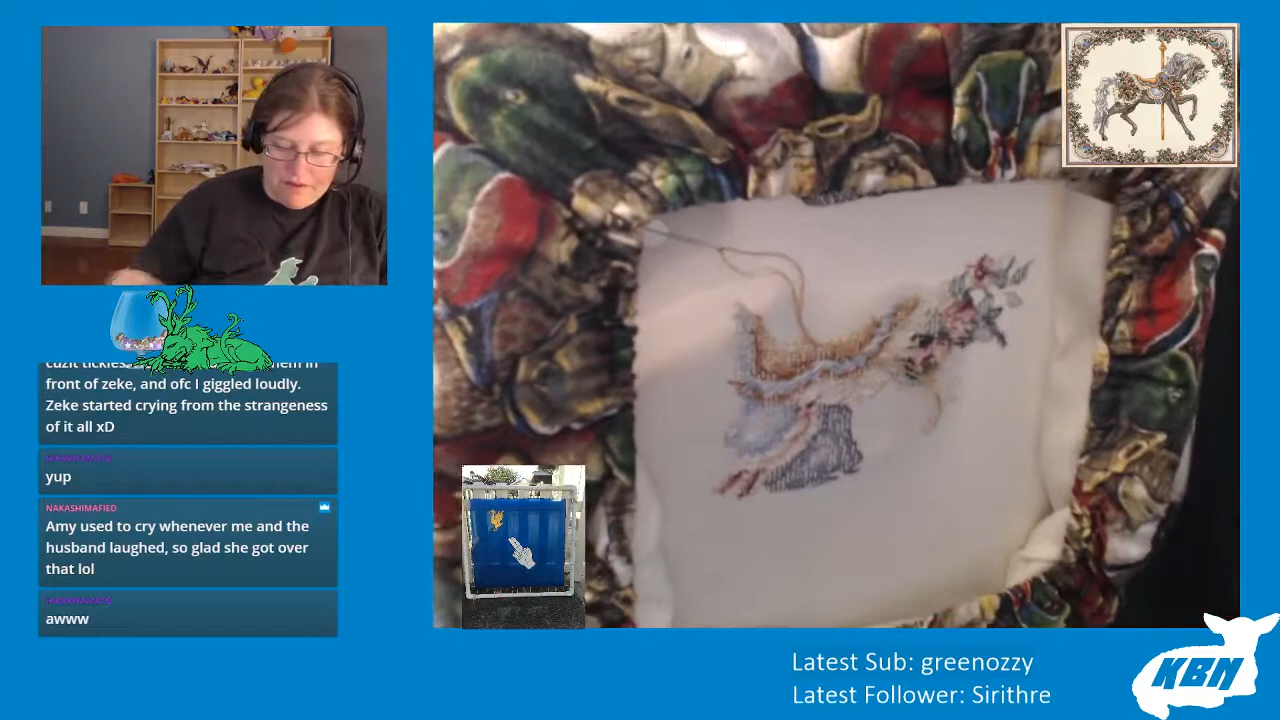 front of zeke, and ofc I giggled loudly.
Zeke started crying from the strangeness
of it all xD
yup
NAKASHIMAFIED
Amy used to cry whenever me and the
husband laughed, so glad she got over
that lol
HIKARIYAMATO
awww
Latest Sub: greenozzy
Latest Follower: Sirithre
KBN